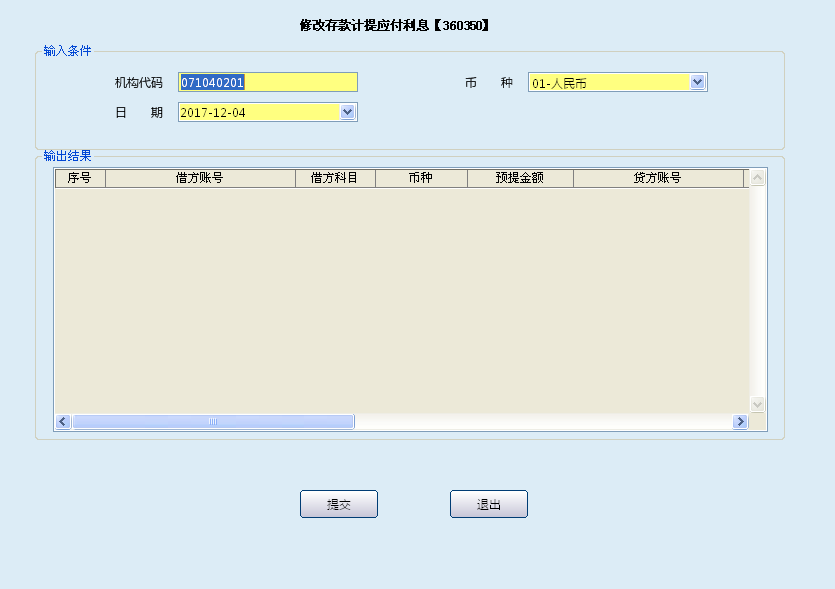 修改存款计提应付利息【360350】
输入条件
机构代码 071040201 币 种 01-人民币
日 期 2017-12-04
输出结果
序号 借方账号 借方科目 币种 预提金额 贷方账号
提交 退出